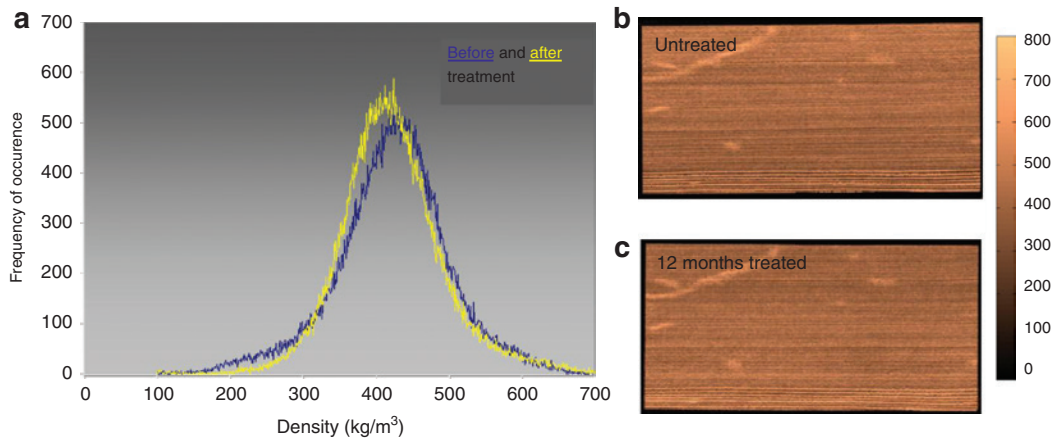 a
700
600
500
400
300
200
100
0
Frequency of occurence
0
100
200
300
400
500
600
700
Density (kg/m³)
Before and after
treatment
b
Untreated
c
12 months treated
800
700
600
500
400
300
200
100
0